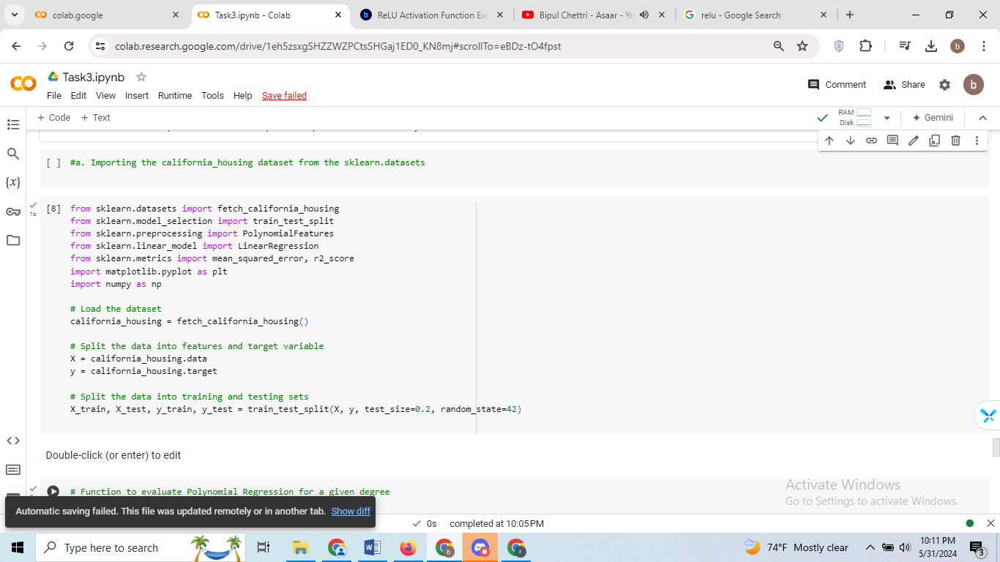 colab.google
Task3.ipynb - Colab
ReLU Activation Function Ex
Bipul Chettri - Asaar - Yo
relu - Google Search
colab.research.google.com/drive/1eh5zsxgSHZZWZPCtsSHGaj1ED0_KN8mj#scrollTo=eBDz-tO4fpst
b
Task3.ipynb
File Edit View Insert Runtime Tools Help Save failed
Comment
Share
b
+ Code + Text
RAM
Disk
Gemini
[ ] #a. Importing the california_housing dataset from the sklearn.datasets
1s
[8] from sklearn.datasets import fetch_california_housing
from sklearn.model_selection import train_test_split
from sklearn.preprocessing import PolynomialFeatures
from sklearn.linear_model import LinearRegression
from sklearn.metrics import mean_squared_error, r2_score
import matplotlib.pyplot as plt
import numpy as np
# Load the dataset
california_housing = fetch_california_housing()
# Split the data into features and target variable
X = california_housing.data
y = california_housing.target
# Split the data into training and testing sets
X_train, X_test, y_train, y_test = train_test_split(X, y, test_size=0.2, random_state=42)
Double-click (or enter) to edit
# Function to evaluate Polynomial Regression for a given degree
Activate Windows
Go to Settings to activate Windows.
Automatic saving failed. This file was updated remotely or in another tab. Show diff
0s completed at 10:05 PM
Type here to search
74°F Mostly clear
10:11 PM
5/31/2024
3